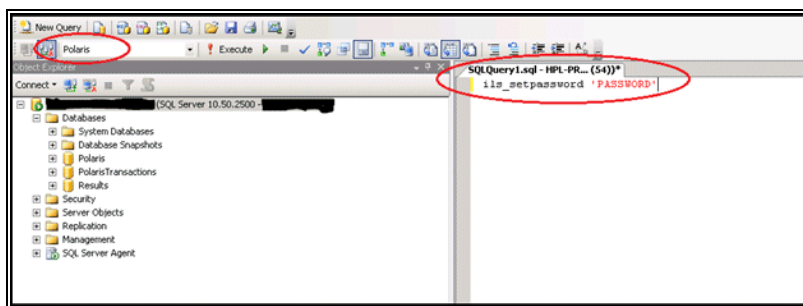 New Query
Polaris
Execute
Object Explorer
Connect
(SQL Server 10.50.2500 -
Databases
System Databases
Database Snapshots
Polaris
PolarisTransactions
Results
Security
Server Objects
Replication
Management
SQL Server Agent
SQLQuery1.sql - HPL-PR... (54))*
ils_setpassword 'PASSWORD'